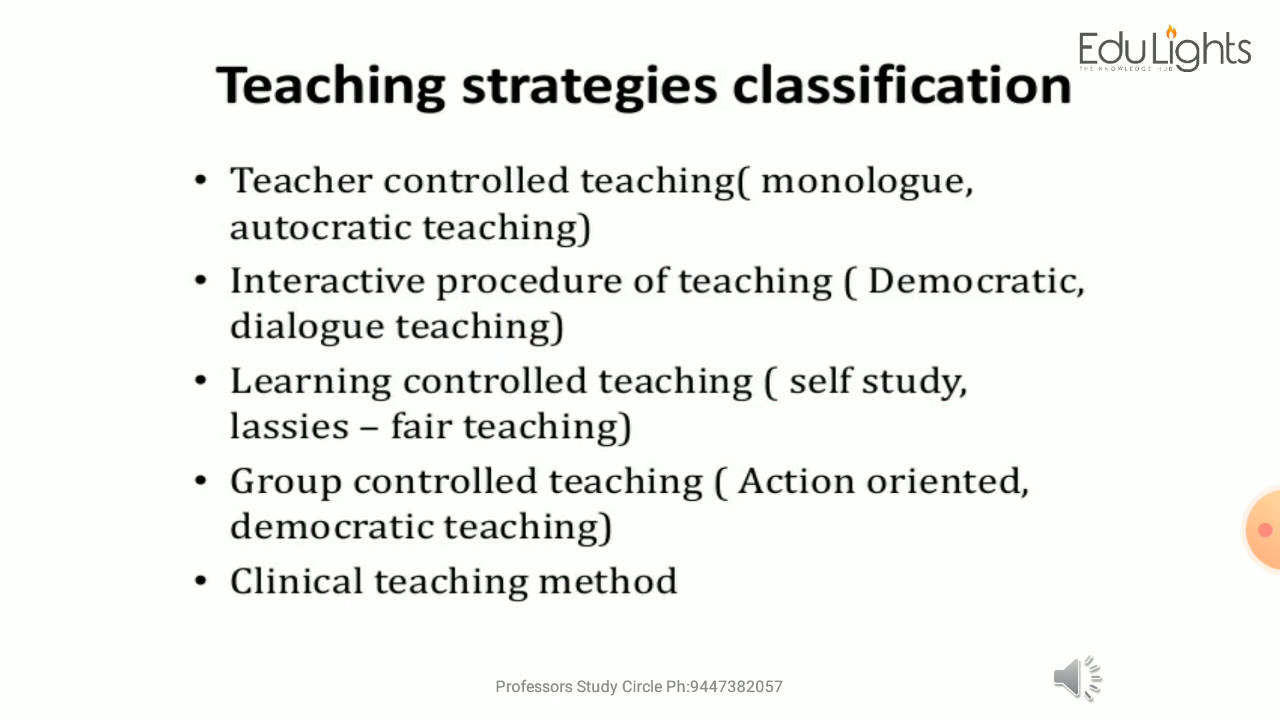 EduLights
THE KNOWLEDGE HUB
Teaching strategies classification
• Teacher controlled teaching( monologue,
autocratic teaching)
• Interactive procedure of teaching ( Democratic,
dialogue teaching)
• Learning controlled teaching ( self study,
lassies – fair teaching)
• Group controlled teaching ( Action oriented,
democratic teaching)
• Clinical teaching method
Professors Study Circle Ph:9447382057